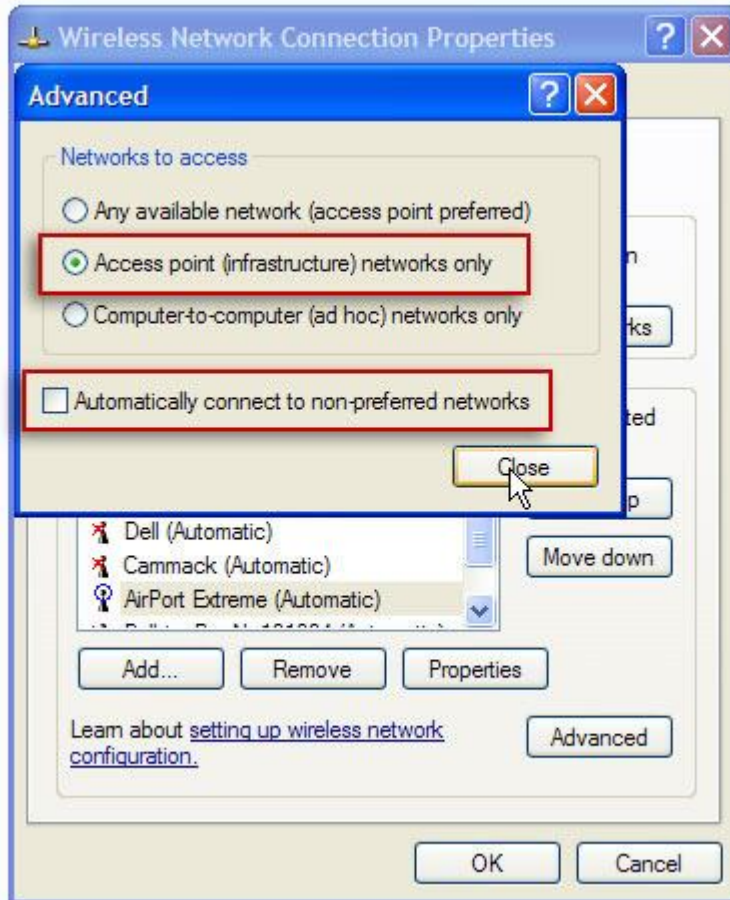 Wireless Network Connection Properties
Advanced
Networks to access
Any available network (access point preferred)
Access point (infrastructure) networks only
Computer-to-computer (ad hoc) networks only
Automatically connect to non-preferred networks
Close
Dell (Automatic)
Cammack (Automatic)
AirPort Extreme (Automatic)
Move down
Add...
Remove
Properties
Learn about setting up wireless network
configuration.
Advanced
OK
Cancel